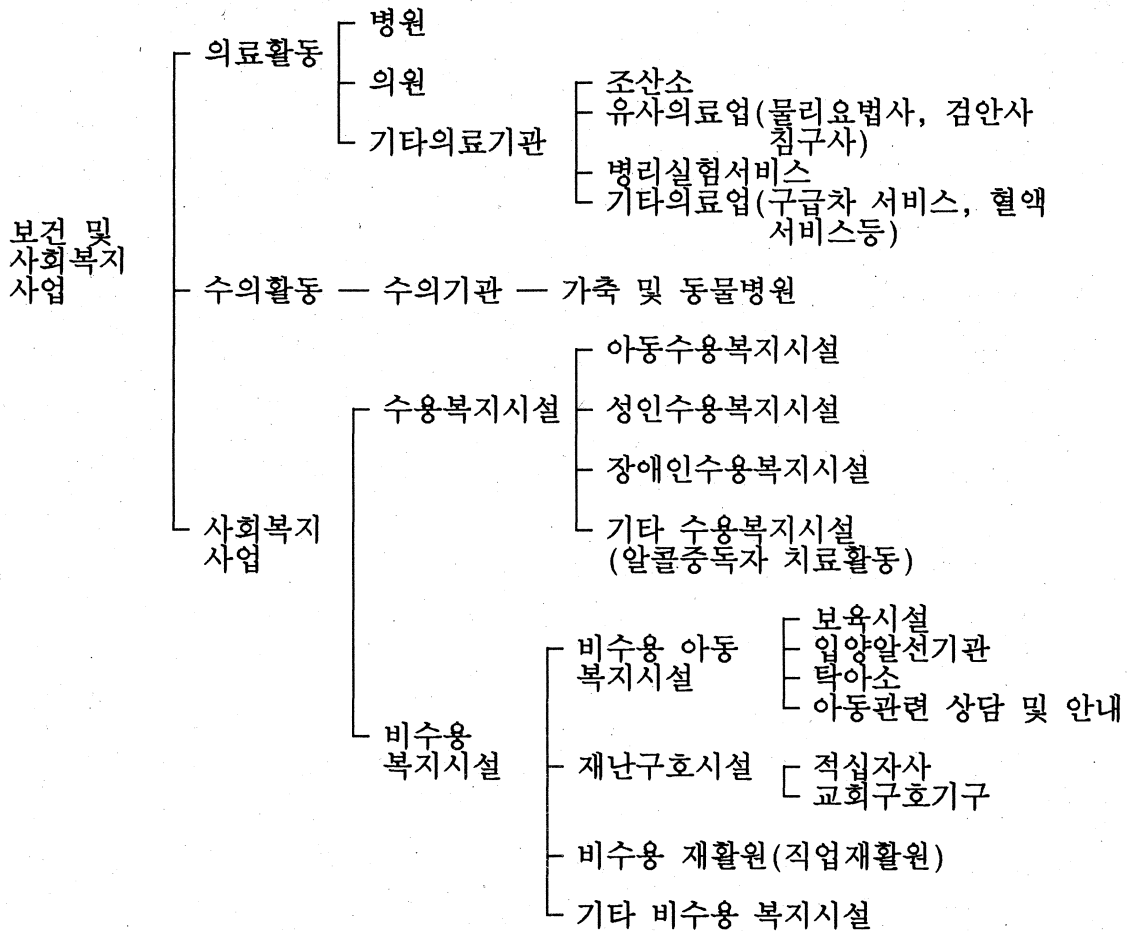 병원
의료활동
의원
조산소
유사의료업(물리요법사, 검안사
기타의료기관
침구사)
병리실험서비스
기타의료업(구급차 서비스, 혈액
서비스등)
보건 및
사회복지
사업
수의활동 — 수의기관 — 가축 및 동물병원
아동수용복지시설
수용복지시설
성인수용복지시설
장애인수용복지시설
사회복지
사업
기타 수용복지시설
(알콜중독자 치료활동)
보육시설
비수용 아동
복지시설
입양알선기관
탁아소
아동관련 상담 및 안내
비수용
복지시설
재난구호시설
적십자사
교회구호기구
비수용 재활원(직업재활원)
기타 비수용 복지시설